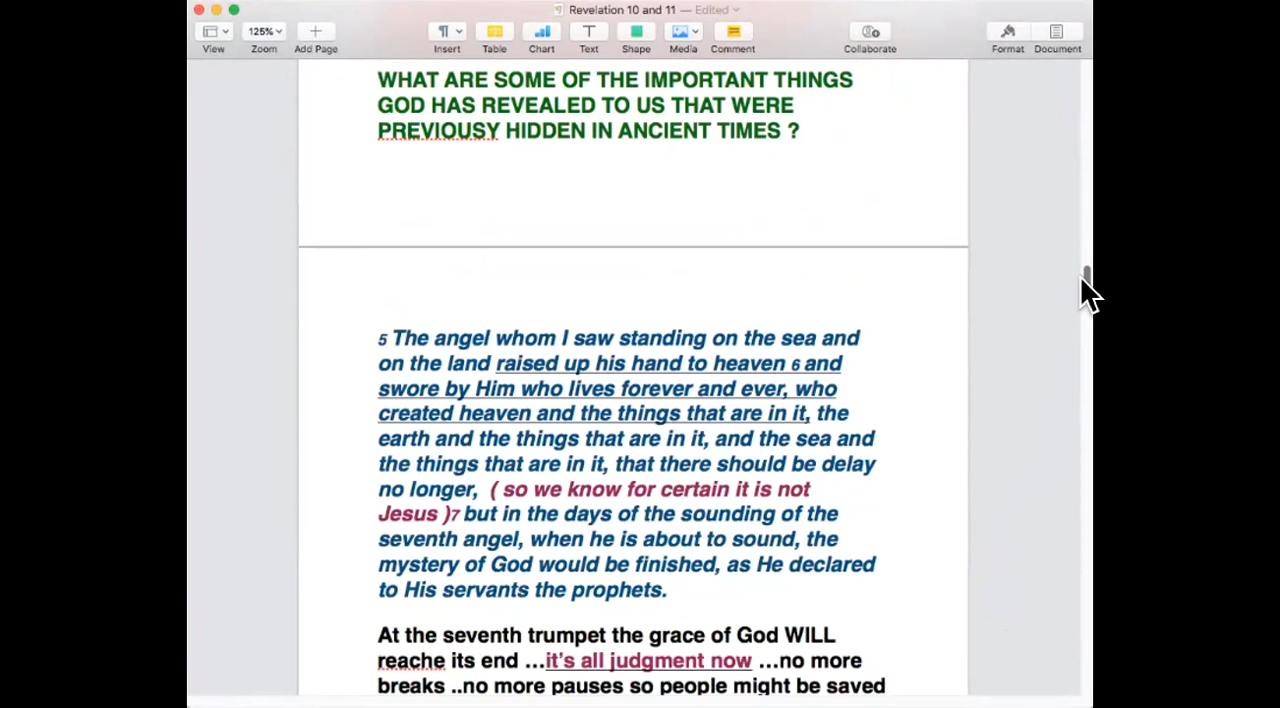 Revelation 10 and 11 — Edited
125%
View Zoom Add Page Insert Table Chart Text Shape Media Comment Collaborate Format Document
WHAT ARE SOME OF THE IMPORTANT THINGS
GOD HAS REVEALED TO US THAT WERE
PREVIOUSY HIDDEN IN ANCIENT TIMES ?
5 The angel whom I saw standing on the sea and
on the land raised up his hand to heaven 6 and
swore by Him who lives forever and ever, who
created heaven and the things that are in it, the
earth and the things that are in it, and the sea and
the things that are in it, that there should be delay
no longer, ( so we know for certain it is not
Jesus )7 but in the days of the sounding of the
seventh angel, when he is about to sound, the
mystery of God would be finished, as He declared
to His servants the prophets.
At the seventh trumpet the grace of God WILL
reache its end ...it's all judgment now ...no more
breaks ..no more pauses so people might be saved